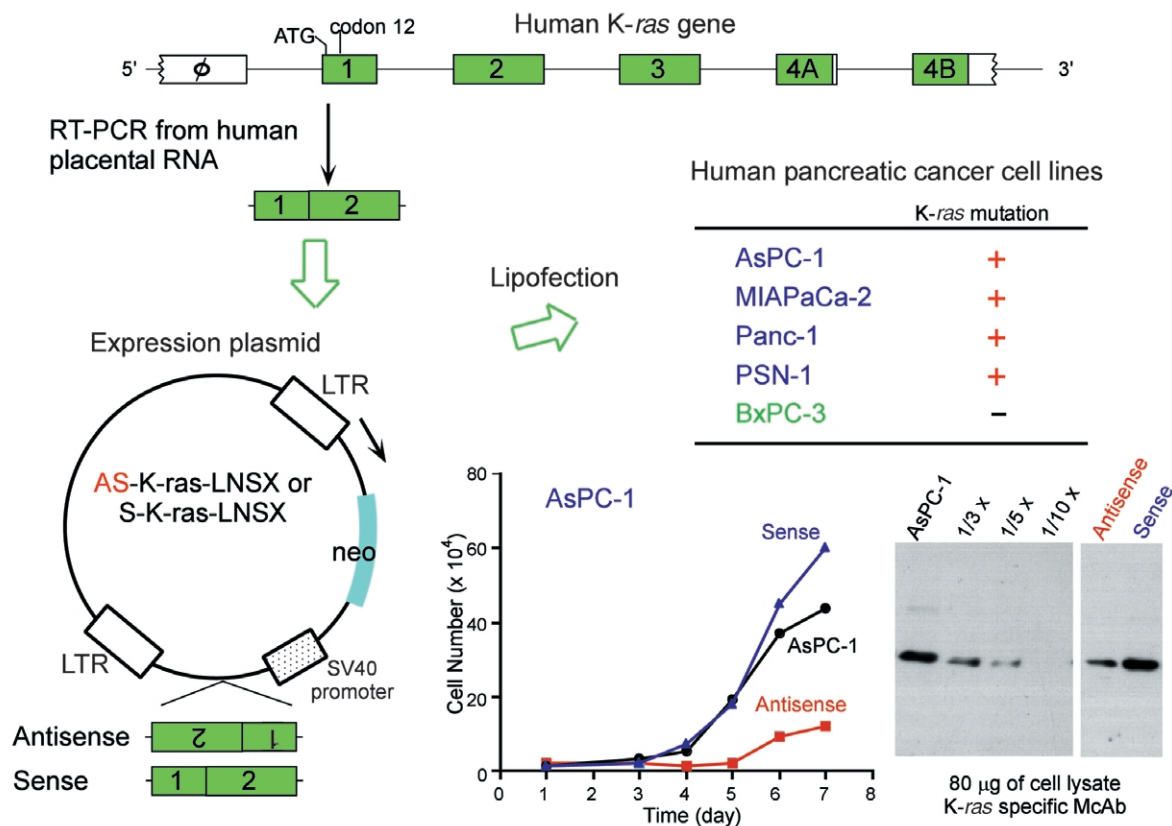 Human K-ras gene
ATG codon 12
5' ϕ 1 2 3 4A 4B 3'
RT-PCR from human
placental RNA
1 2
Human pancreatic cancer cell lines
K-ras mutation
AsPC-1 +
MIAPaCa-2 +
Panc-1 +
PSN-1 +
BxPC-3 −
Lipofection
Expression plasmid
LTR
AS-K-ras-LNSX or
S-K-ras-LNSX
neo
LTR
SV40
promoter
Antisense 2 1
Sense 1 2
AsPC-1
Cell Number (x 10⁴)
80
60
40
20
0
0 1 2 3 4 5 6 7 8
Time (day)
Sense
AsPC-1
Antisense
AsPC-1 1/3 x 1/5 x 1/10 x Antisense Sense
80 µg of cell lysate
K-ras specific McAb